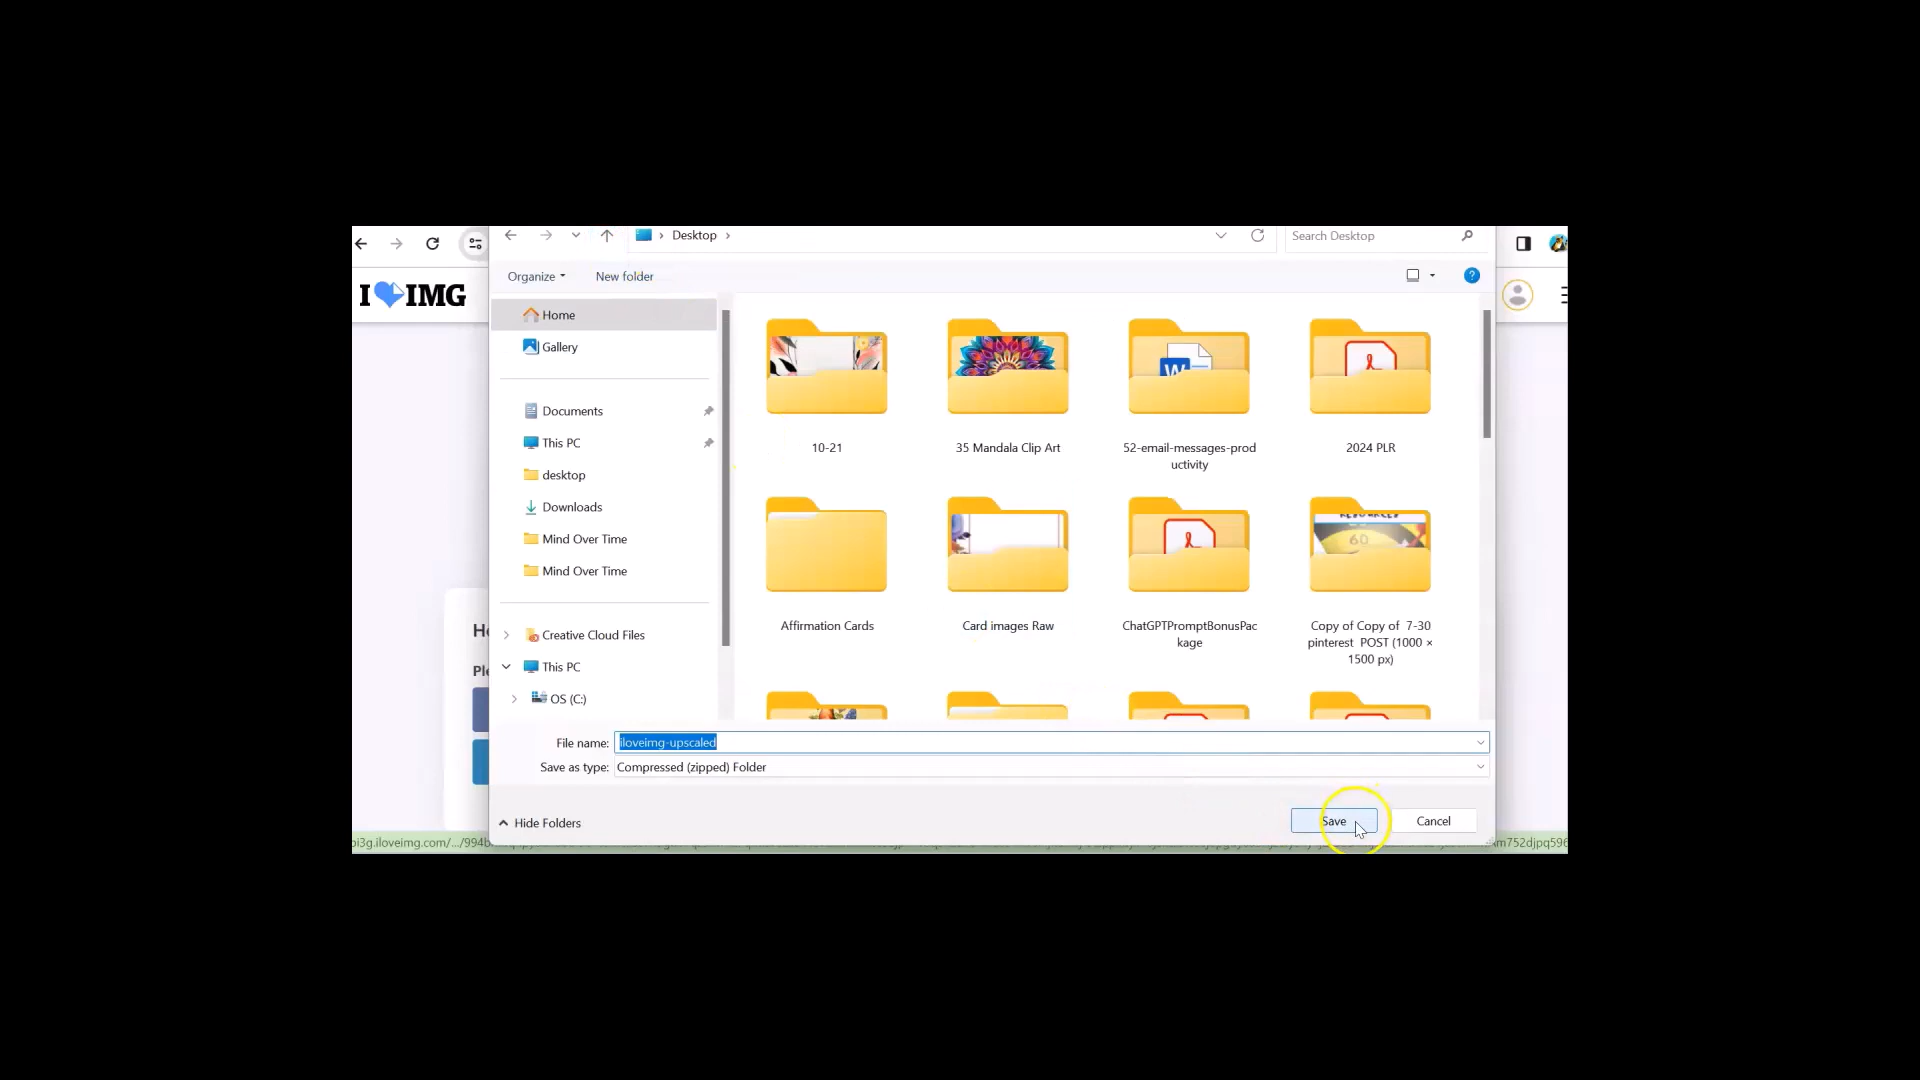 Desktop
Search Desktop
I IMG
Organize
New folder
Home
Gallery
Documents
This PC
desktop
Downloads
Mind Over Time
Mind Over Time
Creative Cloud Files
This PC
OS (C:)
W
10-21
35 Mandala Clip Art
52-email-messages-prod
uctivity
2024 PLR
60
Affirmation Cards
Card images Raw
ChatGPTPromptBonusPac
kage
Copy of Copy of 7-30
pinterest POST (1000 ×
1500 px)
File name: iloveimg-upscaled
Save as type: Compressed (zipped) Folder
Hide Folders
Save
Cancel